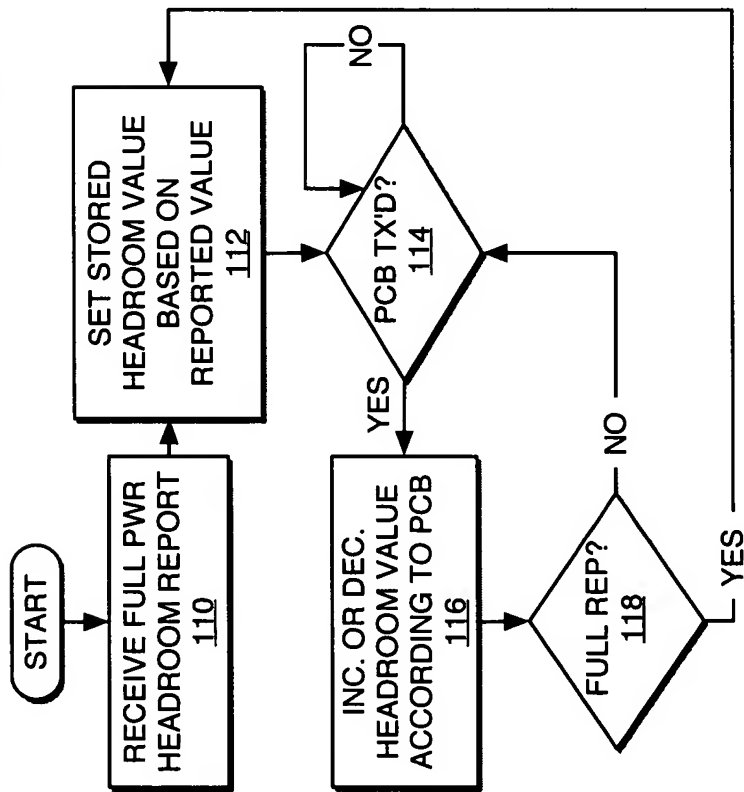 START
RECEIVE FULL PWR
HEADROOM REPORT
110
SET STORED
HEADROOM VALUE
BASED ON
REPORTED VALUE
112
PCB TX'D?
114
NO
YES
INC. OR DEC.
HEADROOM VALUE
ACCORDING TO PCB
116
FULL REP?
118
NO
YES